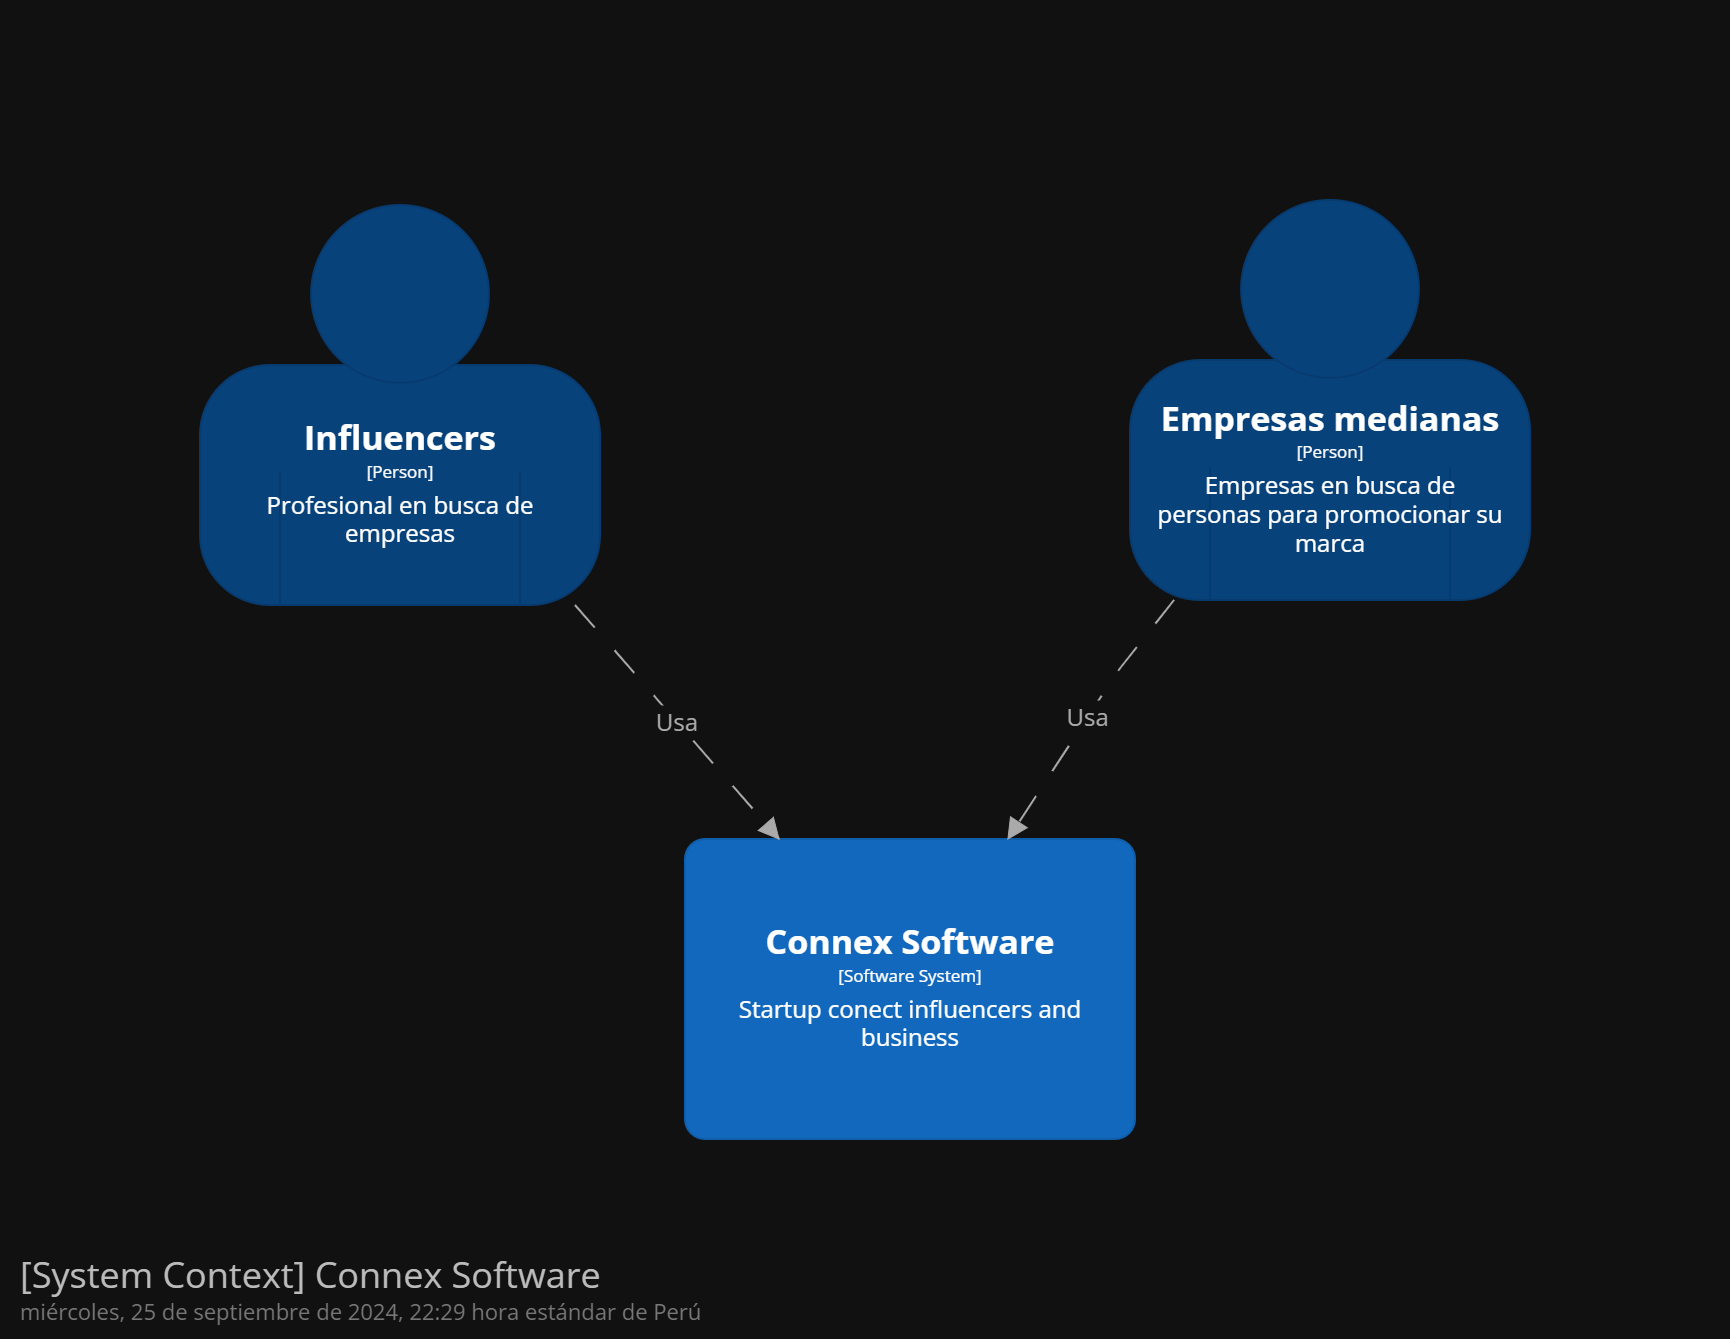 Influencers
[Person]
Profesional en busca de
empresas
Empresas medianas
[Person]
Empresas en busca de
personas para promocionar su
marca
Usa
Usa
Connex Software
[Software System]
Startup conect influencers and
business
[System Context] Connex Software
miércoles, 25 de septiembre de 2024, 22:29 hora estándar de Perú